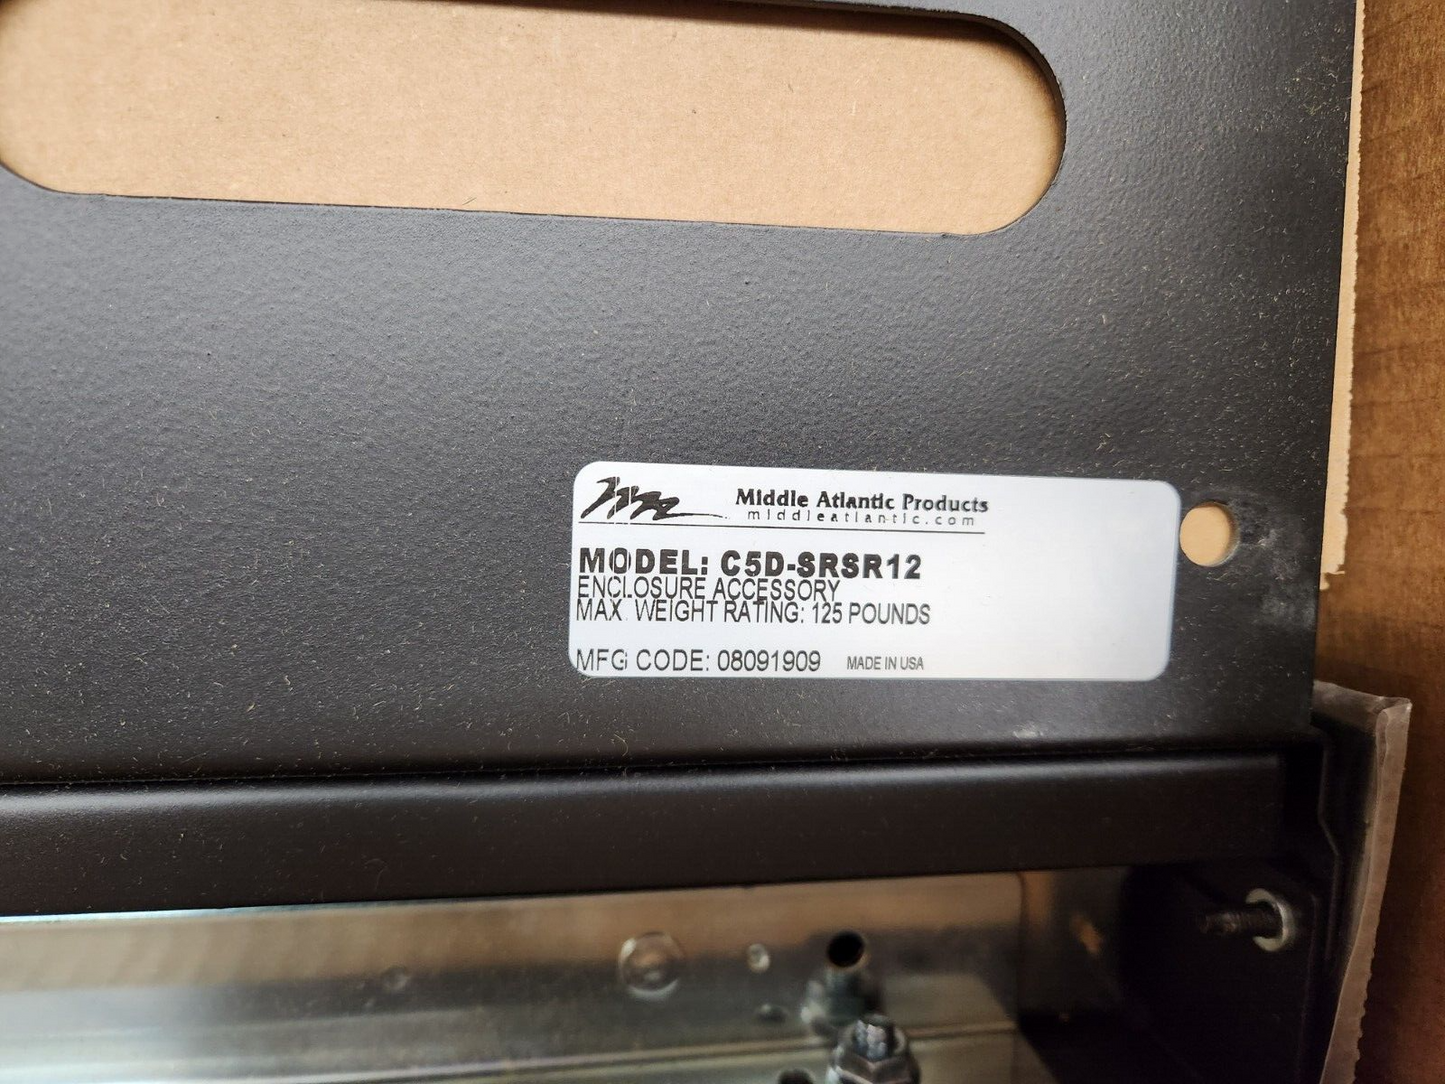 Middle Atlantic Products
middleatlantic.com
MODEL: C5D-SRSR12
ENCLOSURE ACCESSORY
MAX. WEIGHT RATING: 125 POUNDS
MFG CODE: 08091909 MADE IN USA